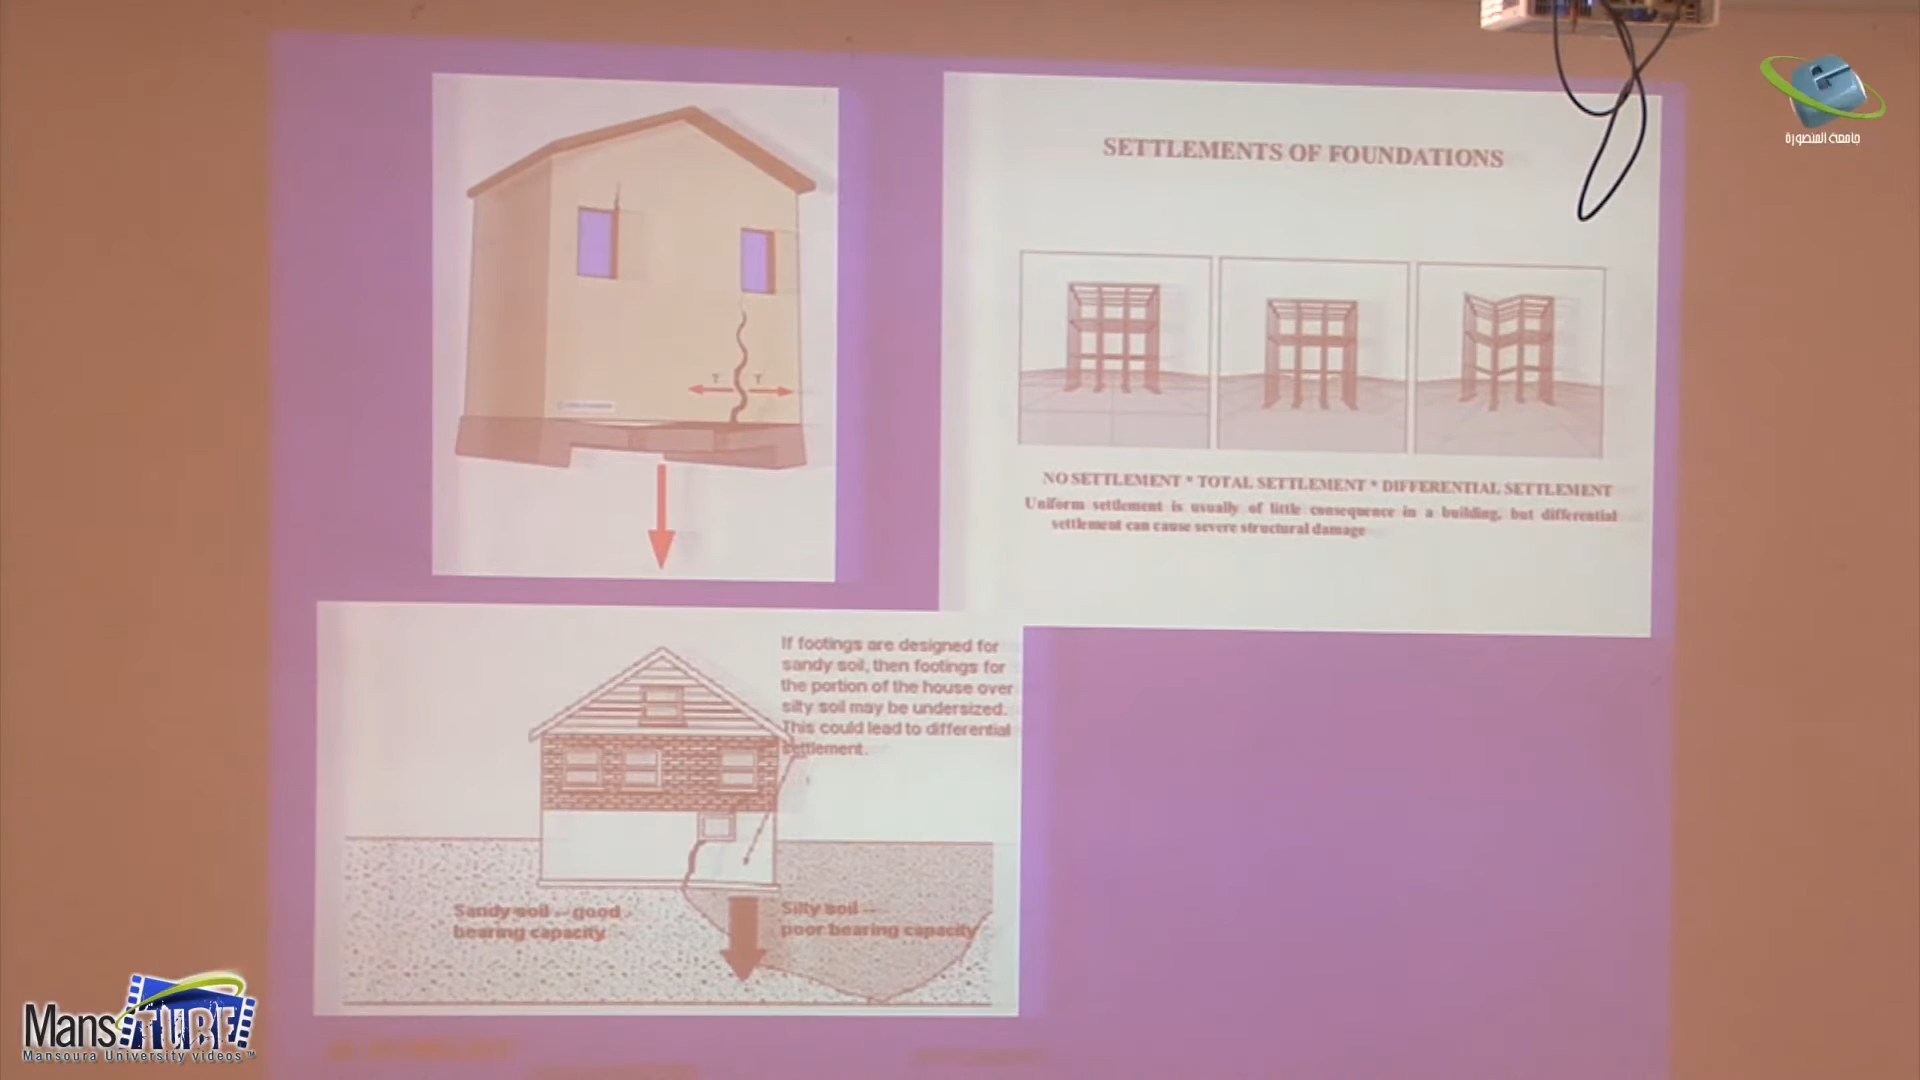 SETTLEMENTS OF FOUNDATIONS
NO SETTLEMENT * TOTAL SETTLEMENT * DIFFERENTIAL SETTLEMENT
Uniform settlement is usually of little consequence in a building, but differential
settlement can cause severe structural damage
T T
If footings are designed for
sandy soil, then footings for
the portion of the house over
silty soil may be undersized.
This could lead to differential
settlement.
Sandy soil -- good
bearing capacity
Silty soil --
poor bearing capacity
جامعة المنصورة
Mans TUBE
Mansoura University videos™